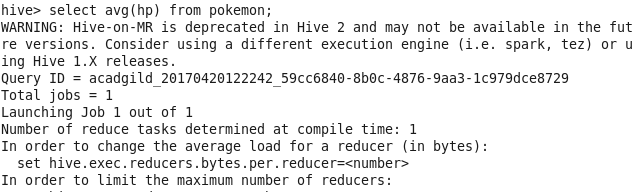 hive> select avg(hp) from pokemon;
WARNING: Hive-on-MR is deprecated in Hive 2 and may not be available in the fut
re versions. Consider using a different execution engine (i.e. spark, tez) or u
ing Hive 1.X releases.
Query ID = acadgild_20170420122242_59cc6840-8b0c-4876-9aa3-1c979dce8729
Total jobs = 1
Launching Job 1 out of 1
Number of reduce tasks determined at compile time: 1
In order to change the average load for a reducer (in bytes):
  set hive.exec.reducers.bytes.per.reducer=<number>
In order to limit the maximum number of reducers: